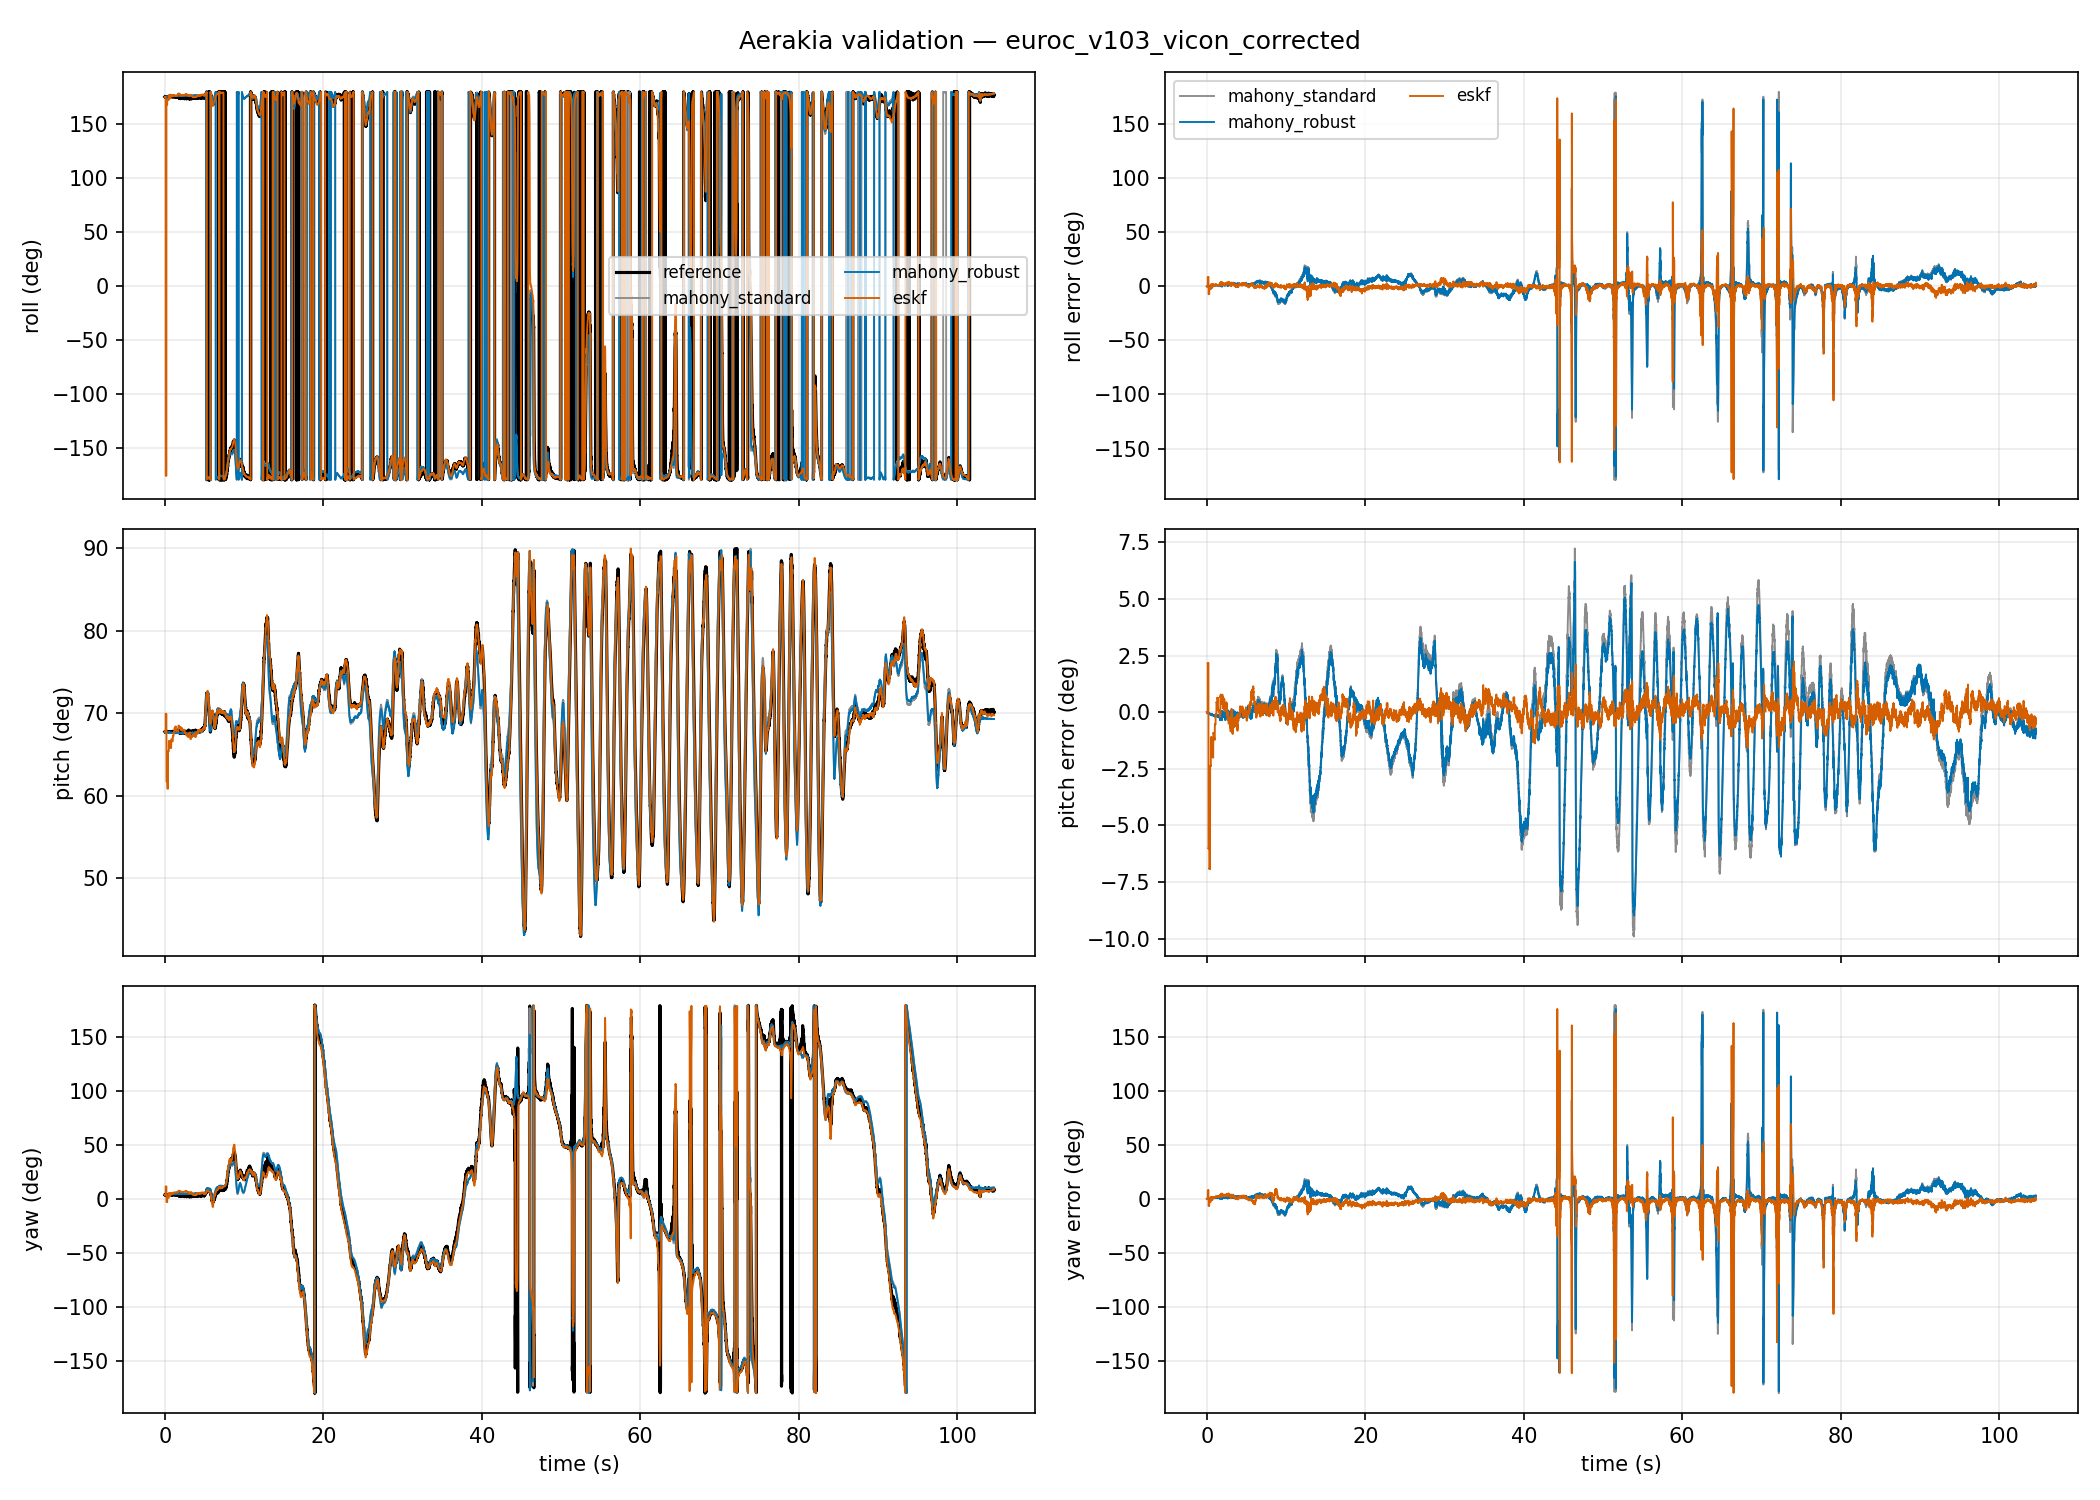 Aerakia validation — euroc_v103_vicon_corrected
roll (deg)
150
100
50
0
−50
−100
−150
reference
mahony_standard
mahony_robust
eskf
roll error (deg)
150
100
50
0
−50
−100
−150
mahony_standard
mahony_robust
eskf
pitch (deg)
90
80
70
60
50
pitch error (deg)
7.5
5.0
2.5
0.0
−2.5
−5.0
−7.5
−10.0
yaw (deg)
150
100
50
0
−50
−100
−150
0 20 40 60 80 100
time (s)
yaw error (deg)
150
100
50
0
−50
−100
−150
0 20 40 60 80 100
time (s)